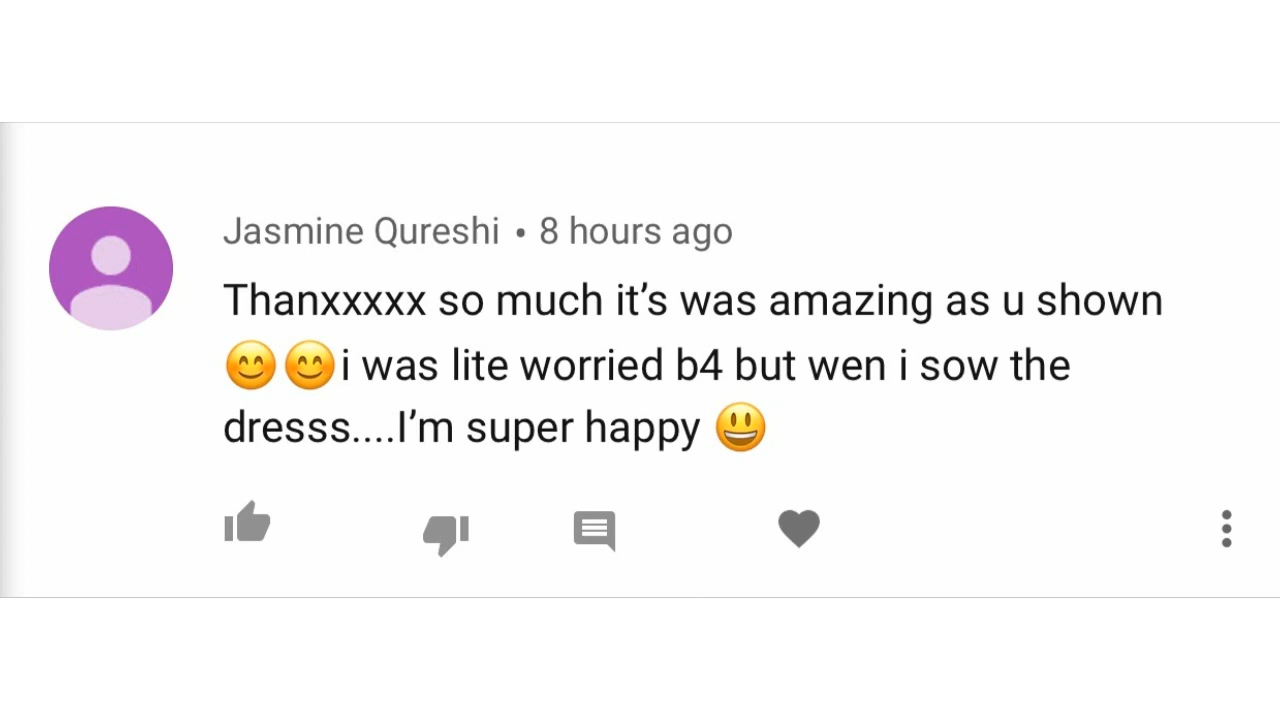 Jasmine Qureshi • 8 hours ago
Thanxxxxx so much it’s was amazing as u shown
😊😊i was lite worried b4 but wen i sow the
dresss....I’m super happy 😃